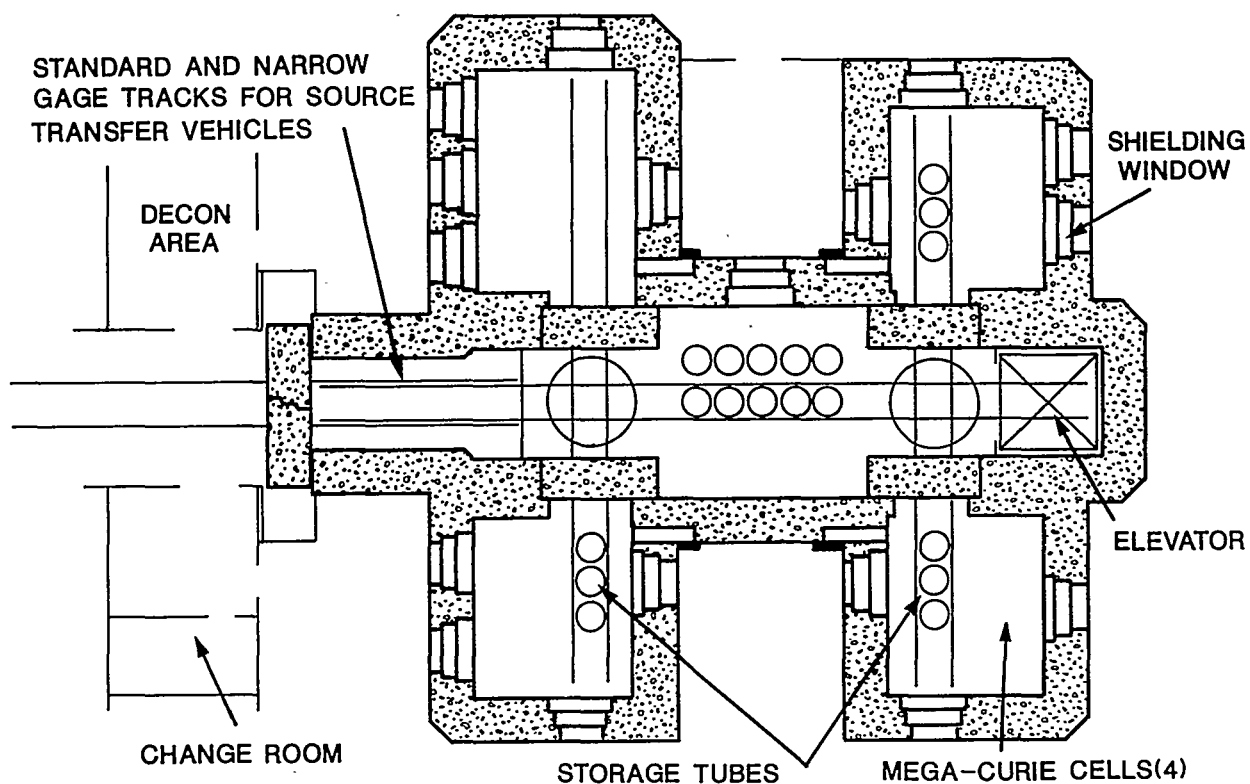 STANDARD AND NARROW
GAGE TRACKS FOR SOURCE
TRANSFER VEHICLES
DECON
AREA
SHIELDING
WINDOW
ELEVATOR
CHANGE ROOM
STORAGE TUBES
MEGA-CURIE CELLS(4)